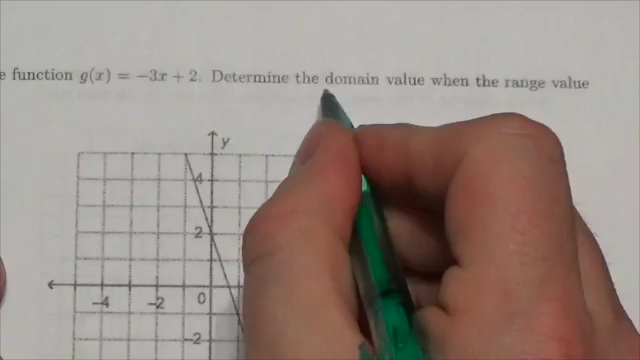 e function g(x) = −3x + 2. Determine the domain value when the range value
y
4
2
-4 -2 0
-2